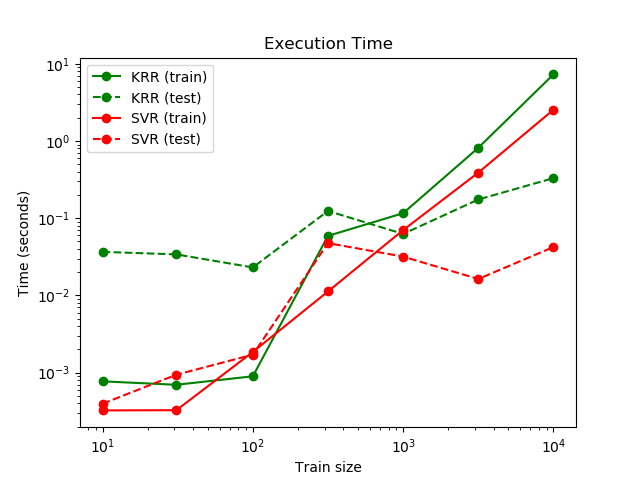 Execution Time
KRR (train)
KRR (test)
SVR (train)
SVR (test)
10¹
10⁰
10⁻¹
10⁻²
10⁻³
Time (seconds)
10¹ 10² 10³ 10⁴
Train size